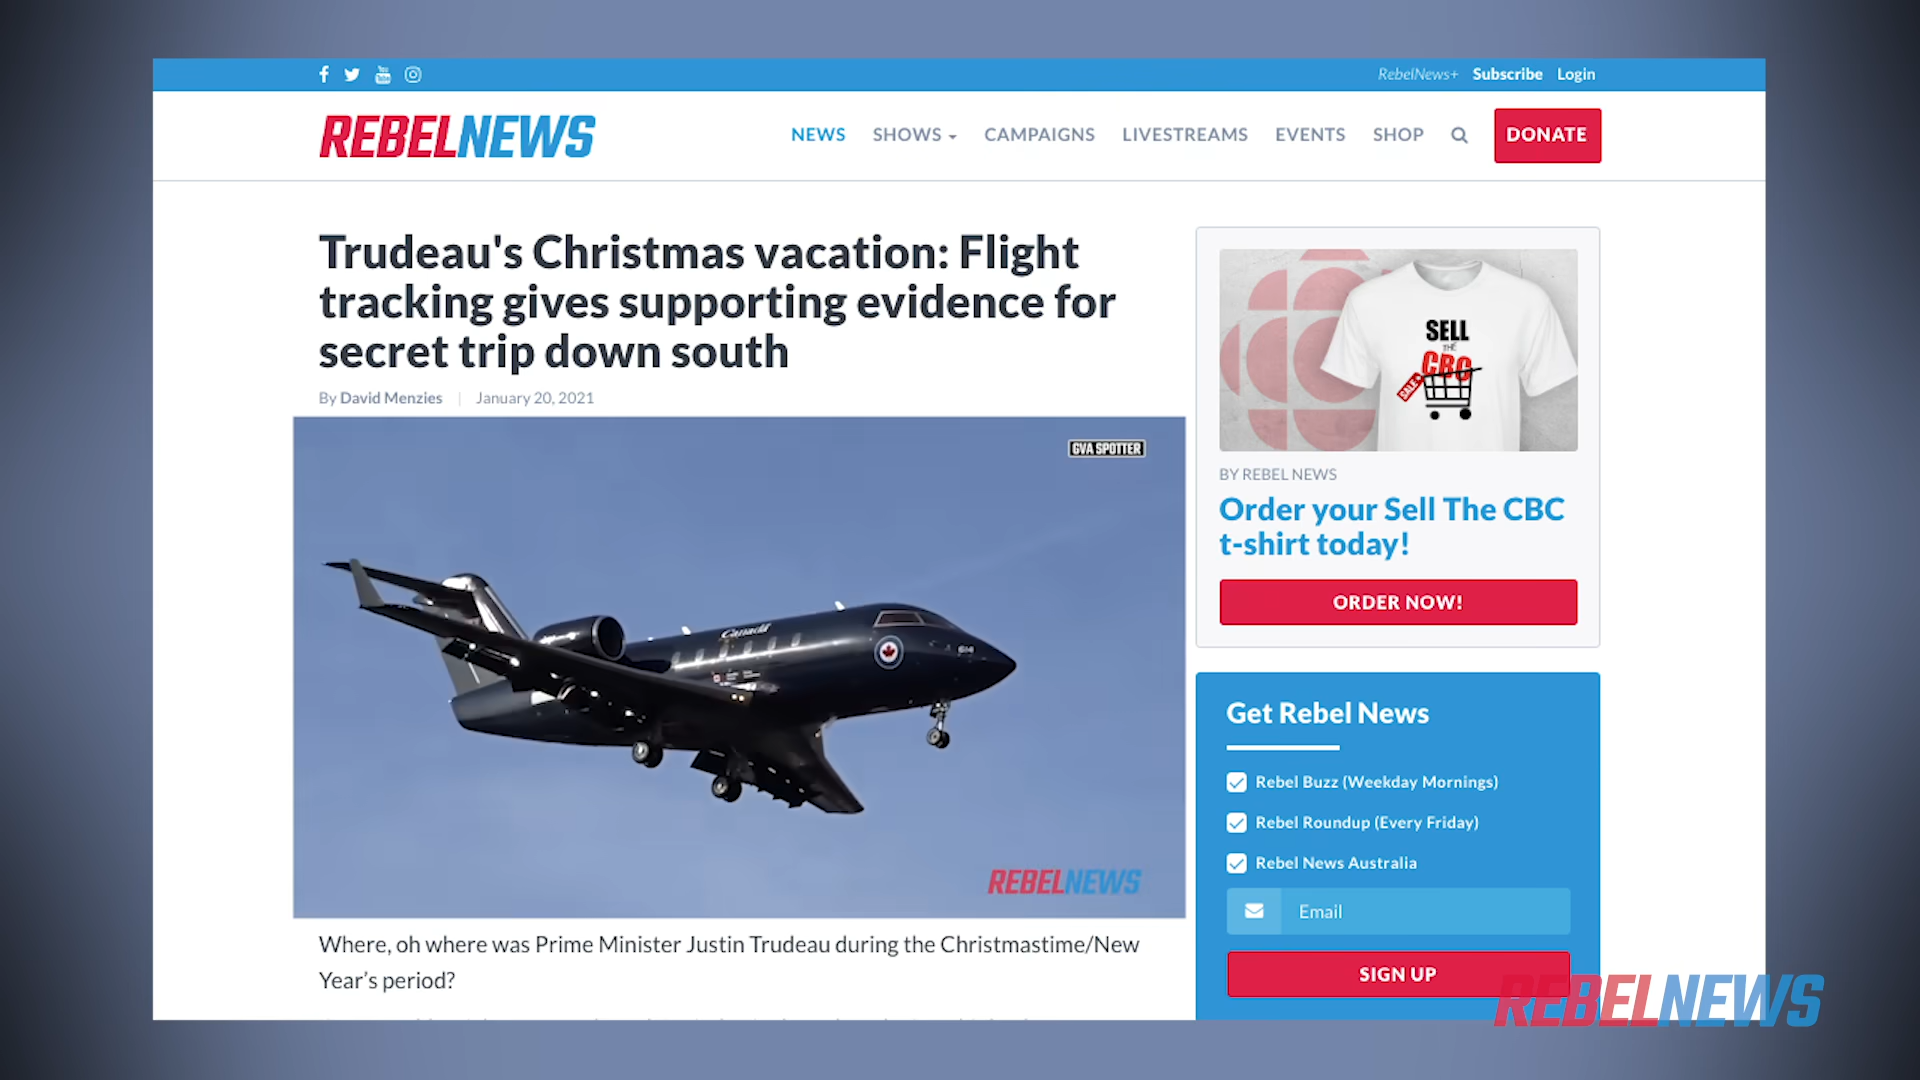 RebelNews+ Subscribe Login
REBELNEWS
NEWS SHOWS CAMPAIGNS LIVESTREAMS EVENTS SHOP DONATE
Trudeau's Christmas vacation: Flight
tracking gives supporting evidence for
secret trip down south
By David Menzies | January 20, 2021
GVA SPOTTER
Canada
614
REBELNEWS
Where, oh where was Prime Minister Justin Trudeau during the Christmastime/New
Year’s period?
SELL
THE
CBC
SALE
BY REBEL NEWS
Order your Sell The CBC
t-shirt today!
ORDER NOW!
Get Rebel News
Rebel Buzz (Weekday Mornings)
Rebel Roundup (Every Friday)
Rebel News Australia
Email
SIGN UP
REBELNEWS